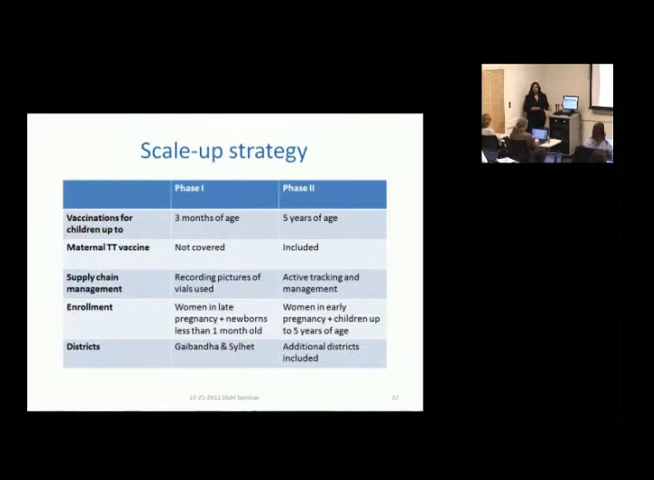 Scale-up strategy
Phase I
Phase II
Vaccinations for
children up to
3 months of age
5 years of age
Maternal TT vaccine
Not covered
Included
Supply chain
management
Recording pictures of
vials used
Active tracking and
management
Enrollment
Women in late
pregnancy + newborns
less than 1 month old
Women in early
pregnancy + children up
to 5 years of age
Districts
Gaibandha & Sylhet
Additional districts
included
10-25-2012 Seminar
37